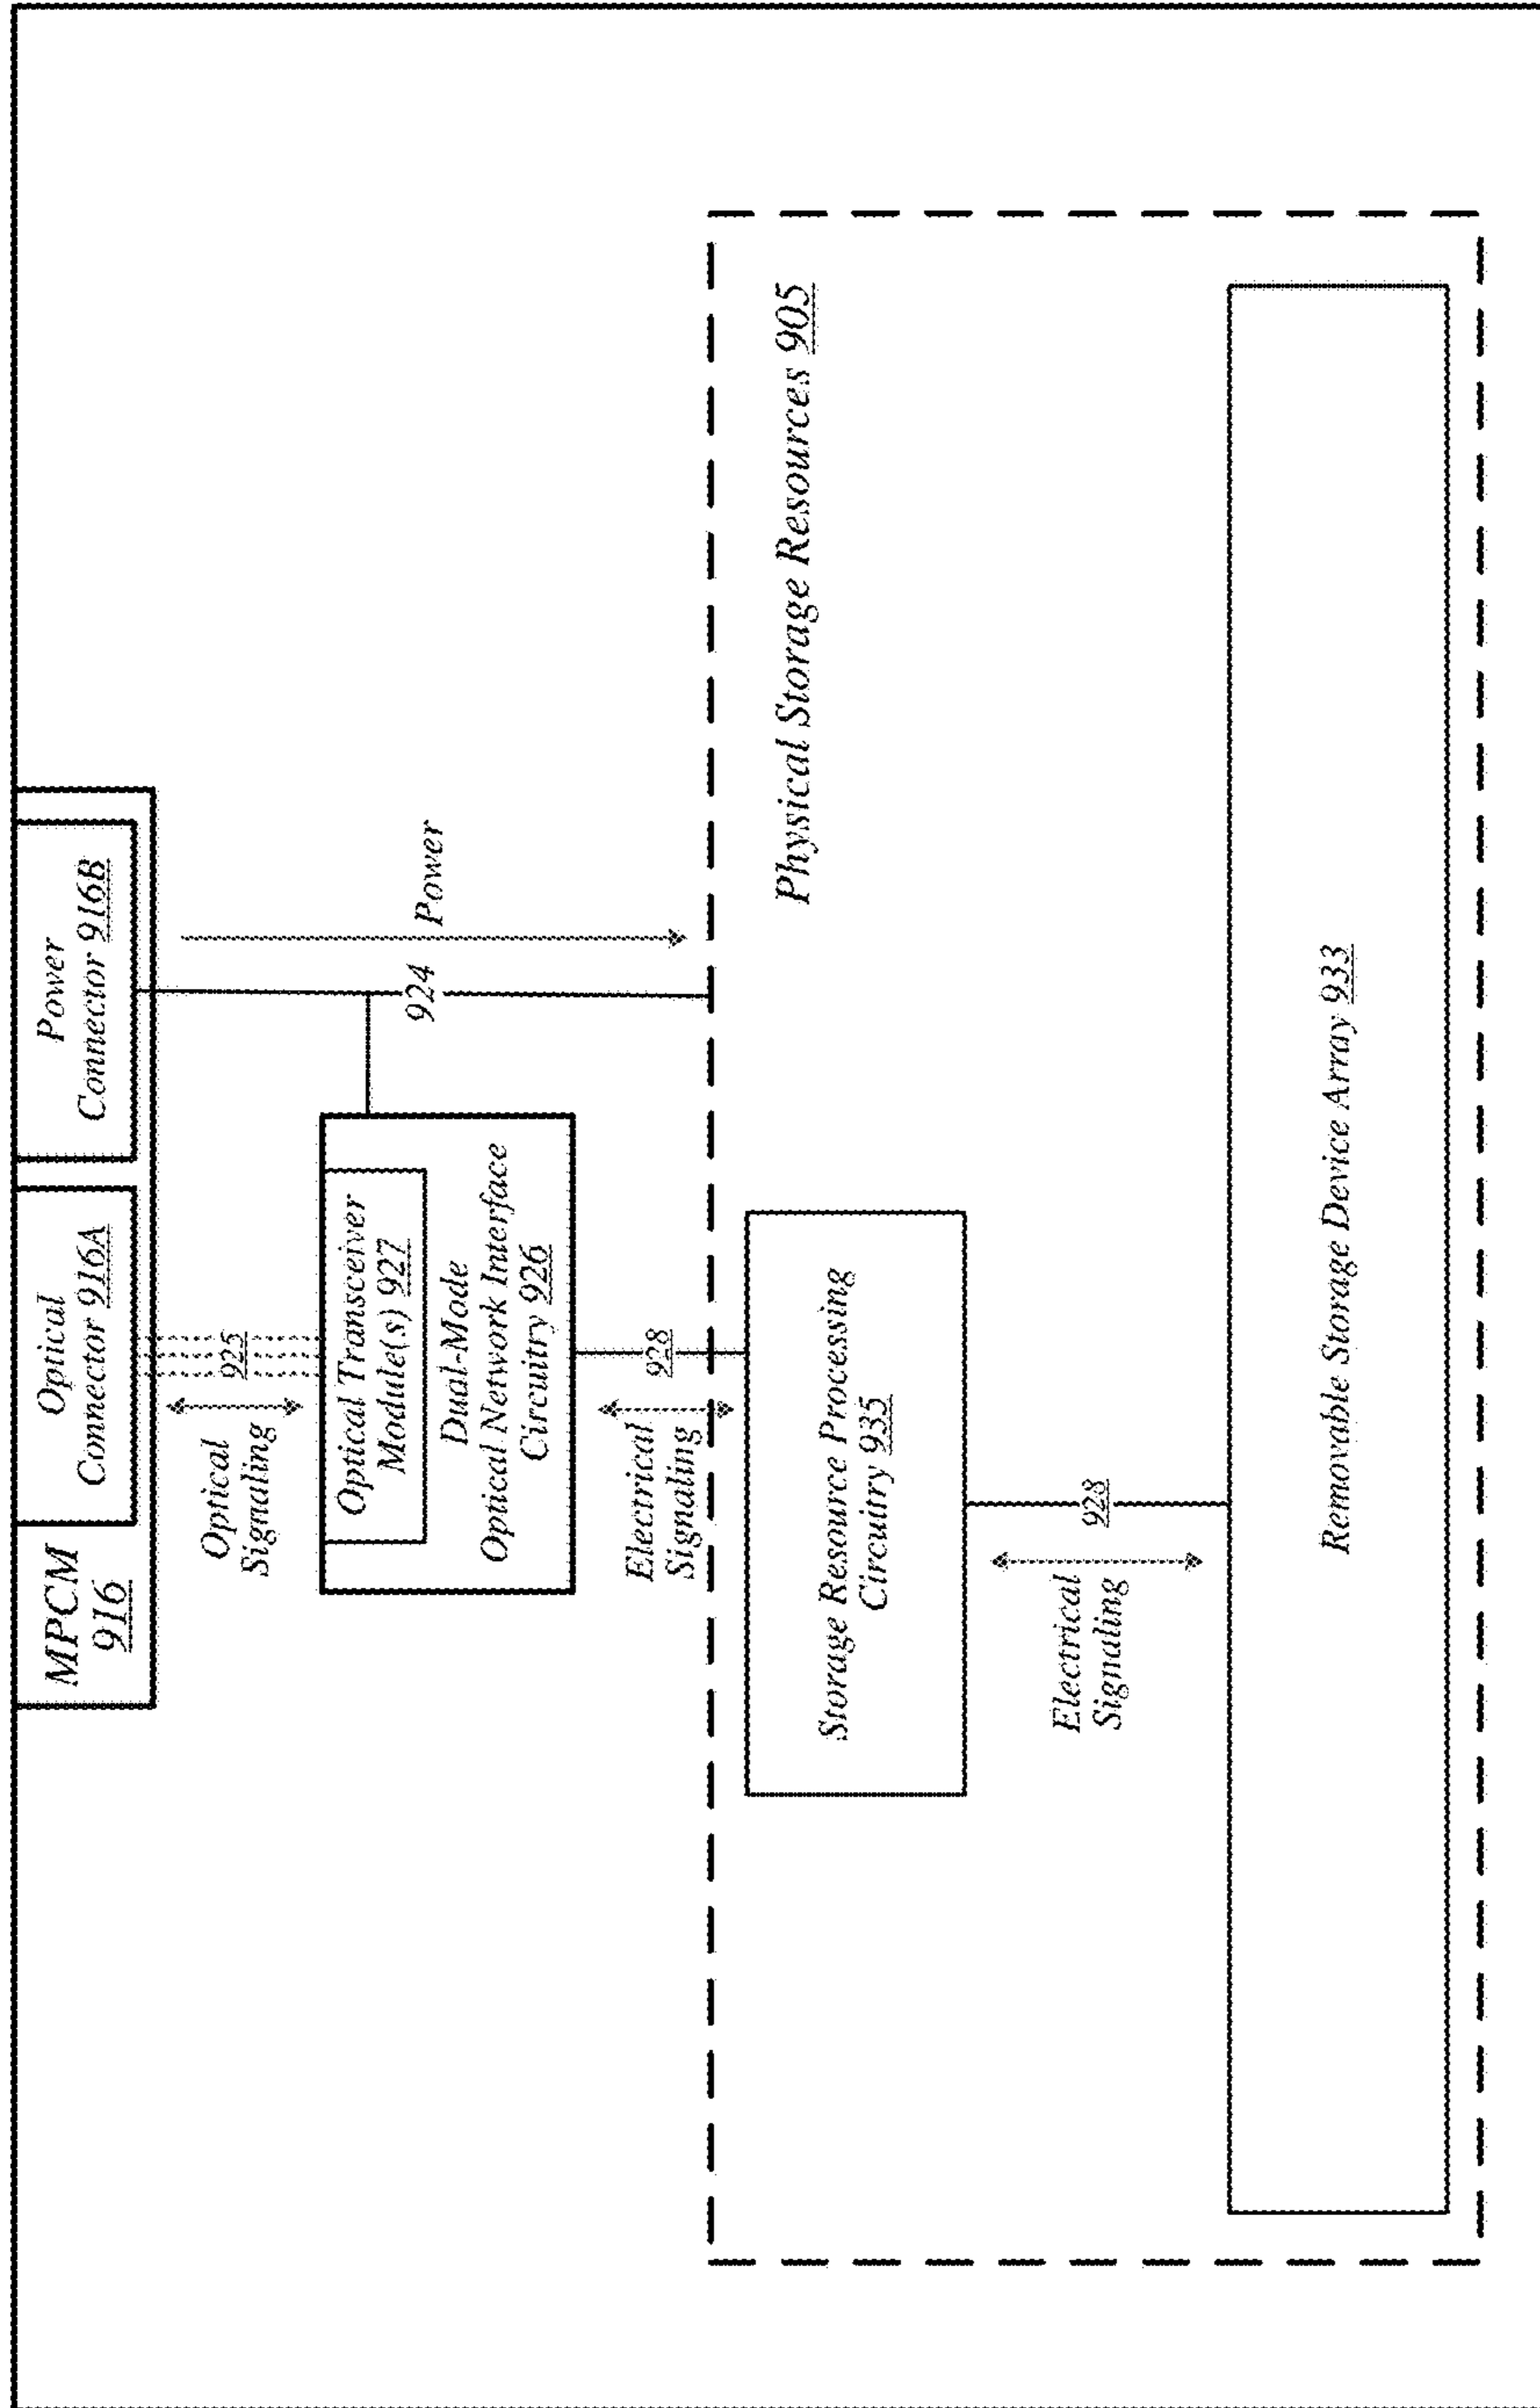 MPCM
916
Optical
Connector 916A
Power
Connector 916B
925
Optical
Signaling
Optical Transceiver
Module(s) 927
Dual-Mode
Optical Network Interface
Circuitry 926
924
Power
928
Electrical
Signaling
Physical Storage Resources 905
Storage Resource Processing
Circuitry 935
928
Electrical
Signaling
Removable Storage Device Array 933